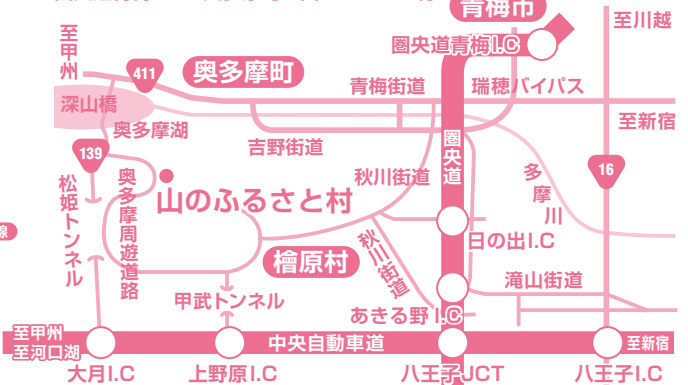 青梅市
至川越
圏央道青梅I.C
至甲州
411
奥多摩町
青梅街道
瑞穂バイパス
深山橋
奥多摩湖
至新宿
吉野街道
圏央道
139
16
秋川街道
多摩川
松姫トンネル
奥多摩周遊道路
山のふるさと村
線
日の出I.C
秋川街道
檜原村
滝山街道
甲武トンネル
あきる野I.C
至甲州
至河口湖
中央自動車道
至新宿
大月I.C
上野原I.C
八王子JCT
八王子I.C